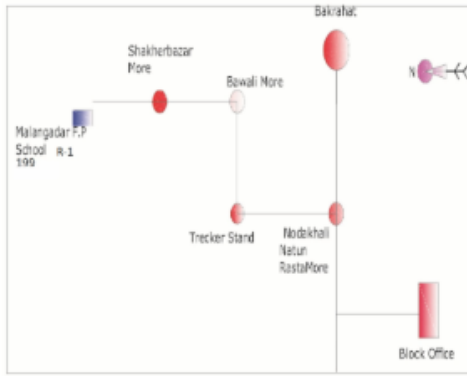 Bakrahat
Shakherbazar
More
N
Bawali More
Malangadar F.P
School R-1
199
Trecker Stand
Nodakhali
Natun
RastaMore
Block Office